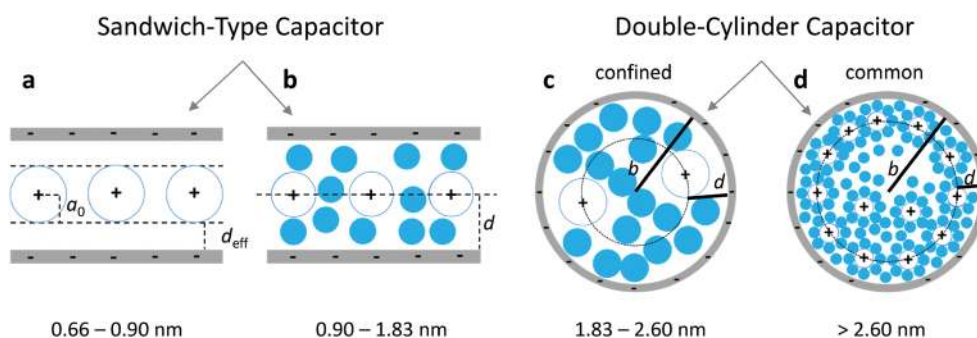 Sandwich-Type Capacitor
Double-Cylinder Capacitor
a
b
c
confined
d
common
- - - - -
- - - - -
+ + +
+ +
a₀
d_eff
d
- - - - -
- - - - -
b
d
+ +
b
d
0.66 – 0.90 nm
0.90 – 1.83 nm
1.83 – 2.60 nm
> 2.60 nm